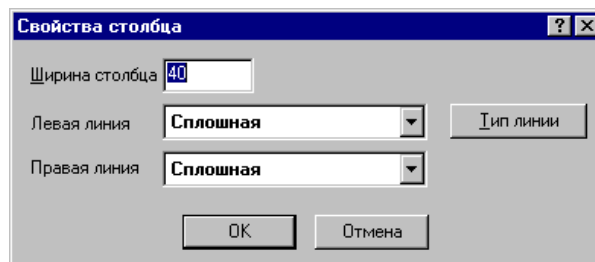 Свойства столбца
Ширина столбца 40
Левая линия Сплошная Тип линии
Правая линия Сплошная
OK Отмена